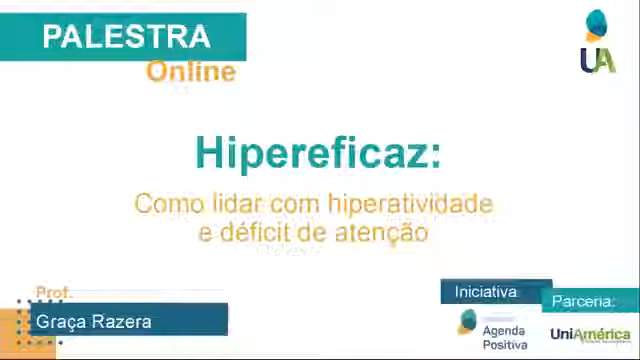 PALESTRA
Online
UA
Hipereficaz:
Como lidar com hiperatividade
e déficit de atenção
Prof.
Graça Razera
Iniciativa:
Parceria:
Agenda
Positiva
UniAmérica